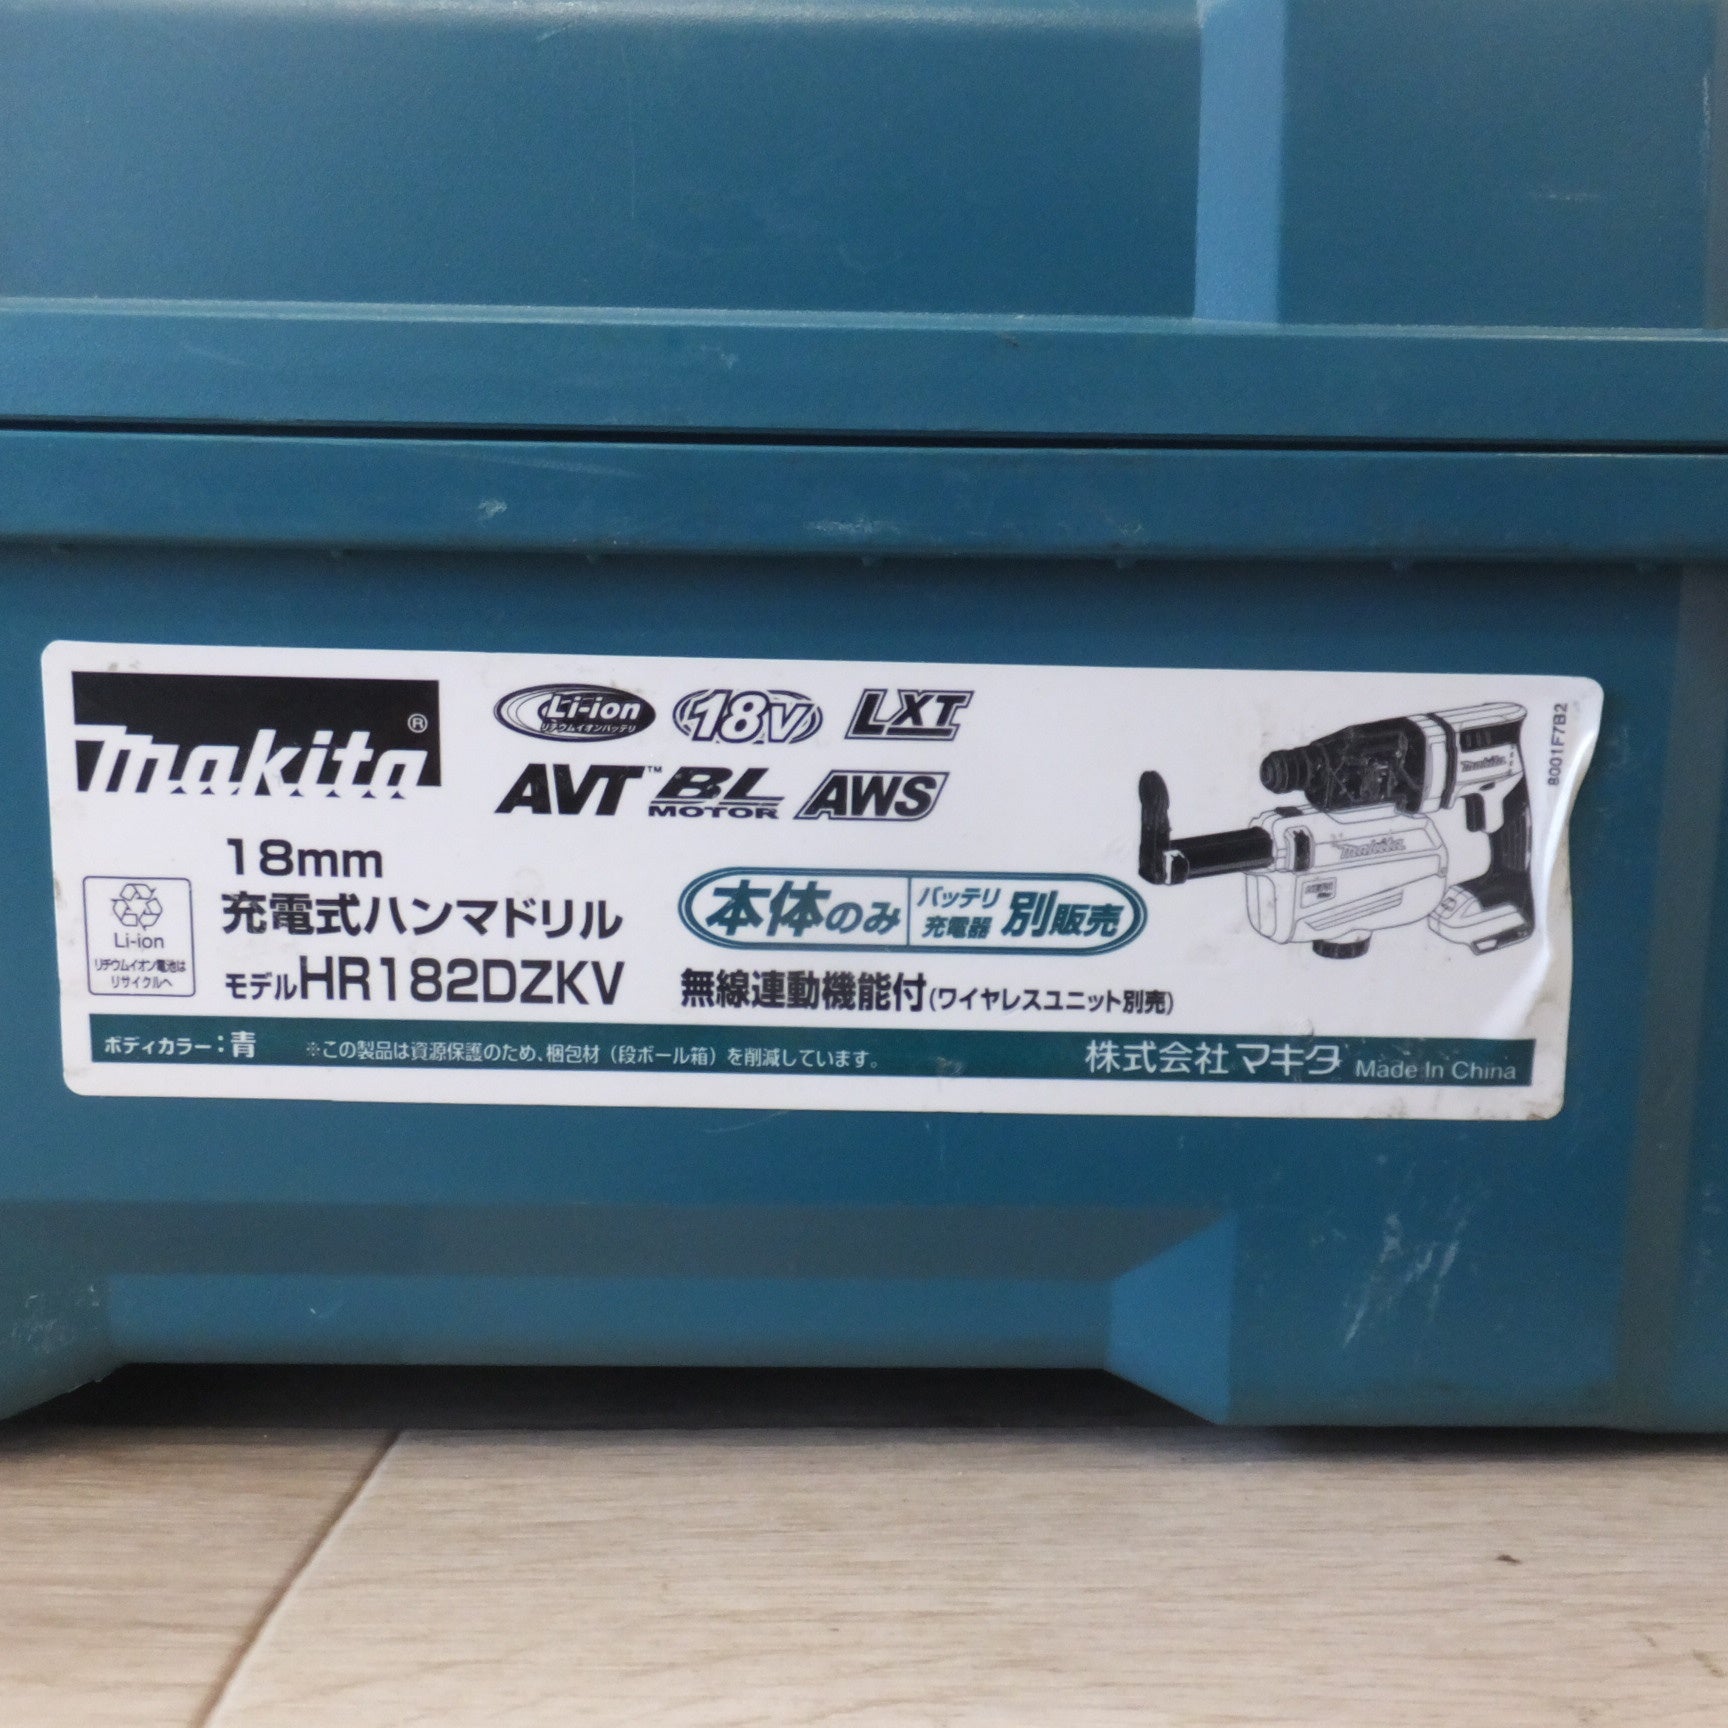 makita®
Li-ion
リチウムイオンバッテリ
18V
LXT
AVT™
BL
MOTOR
AWS
18mm
充電式ハンマドリル
モデルHR182DZKV
Li-ion
リチウムイオン電池は
リサイクルへ
本体のみ
バッテリ
充電器
別販売
無線連動機能付(ワイヤレスユニット別売)
makita
makita
8001F7B2
ボディカラー:青
※この製品は資源保護のため、梱包材(段ボール箱)を削減しています。
株式会社マキタ Made In China